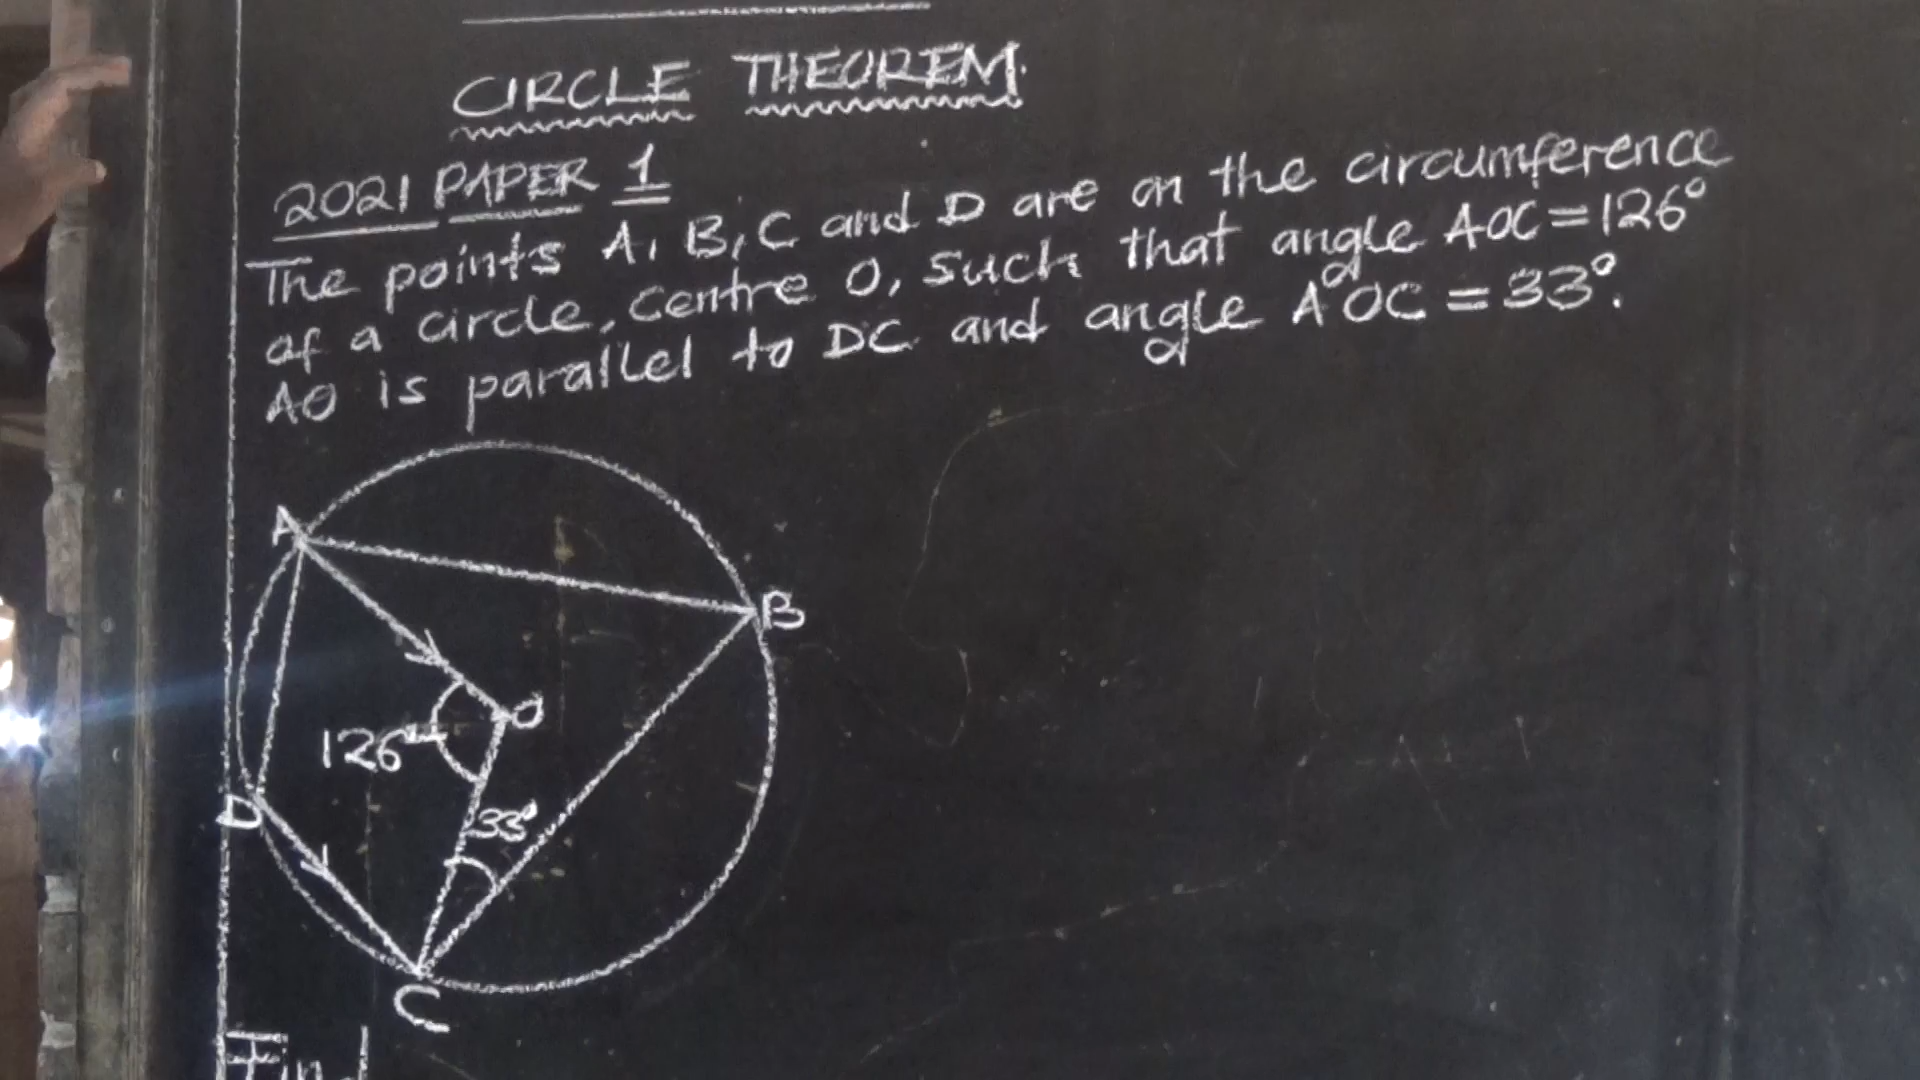 CIRCLE THEOREM.
2021 PAPER 1
The points A, B, C and D are on the circumference
of a circle, centre O, such that angle AOC = 126°
AO is parallel to DC and angle AOC = 33°.
A
B
O
126°
33°
D
C
Find